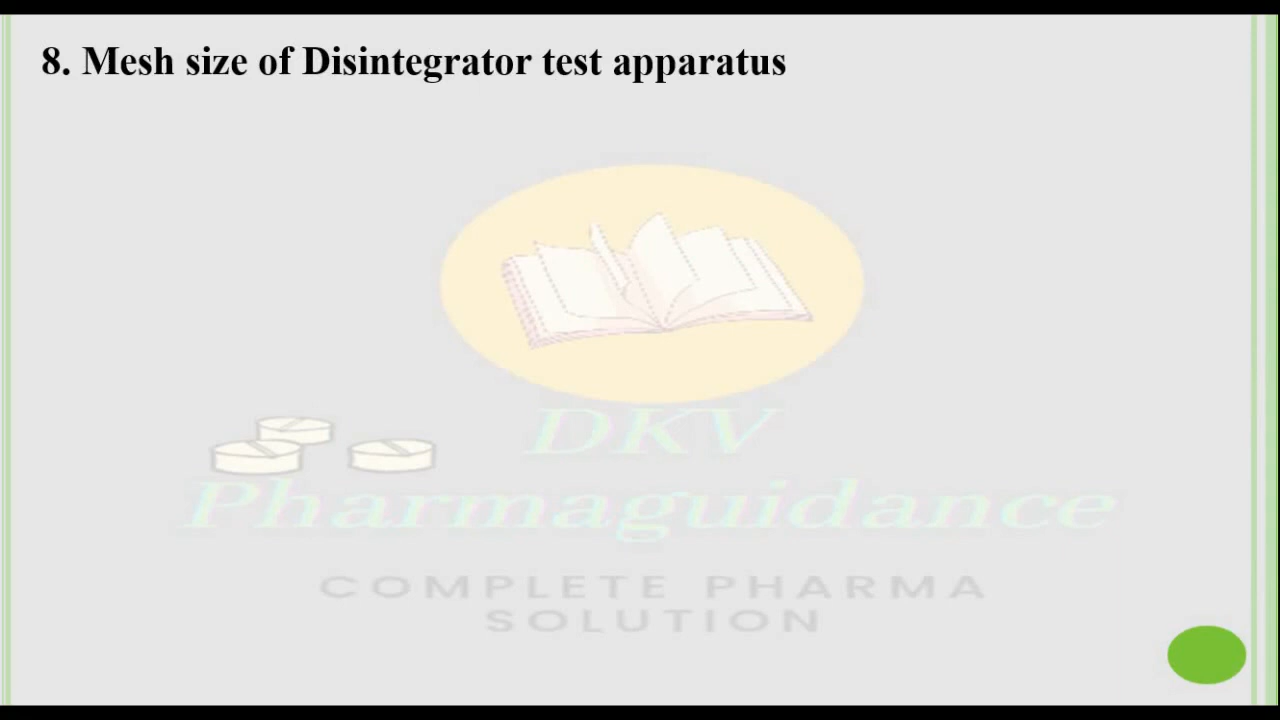 8. Mesh size of Disintegrator test apparatus
DKV
Pharmaguidance
COMPLETE PHARMA
SOLUTION